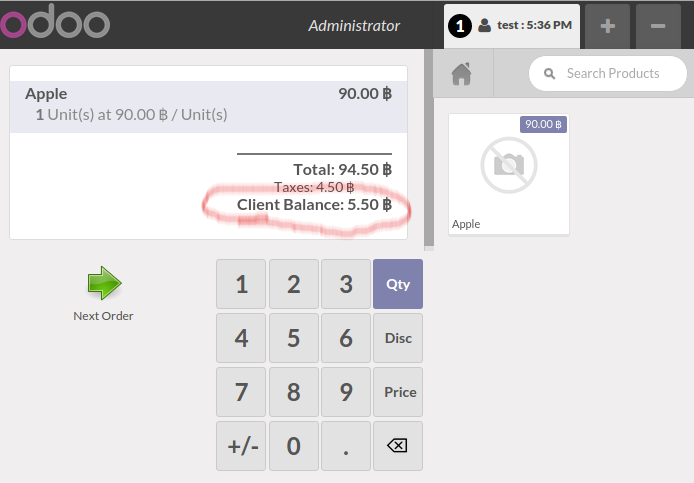 odoo
Administrator
1 test : 5:36 PM
+ −
Search Products
Apple 90.00 ฿
1 Unit(s) at 90.00 ฿ / Unit(s)
Total: 94.50 ฿
Taxes: 4.50 ฿
Client Balance: 5.50 ฿
90.00 ฿
Apple
Next Order
1 2 3 Qty
4 5 6 Disc
7 8 9 Price
+/- 0 .